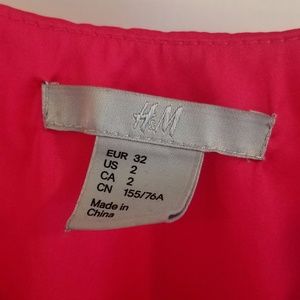 H&M
EUR 32
US 2
CA 2
CN 155/76A
Made in
China